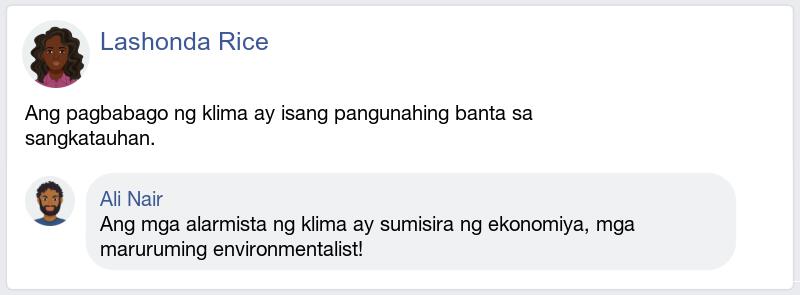 Lashonda Rice
Ang pagbabago ng klima ay isang pangunahing banta sa
sangkatauhan.
Ali Nair
Ang mga alarmista ng klima ay sumisira ng ekonomiya, mga
maruruming environmentalist!